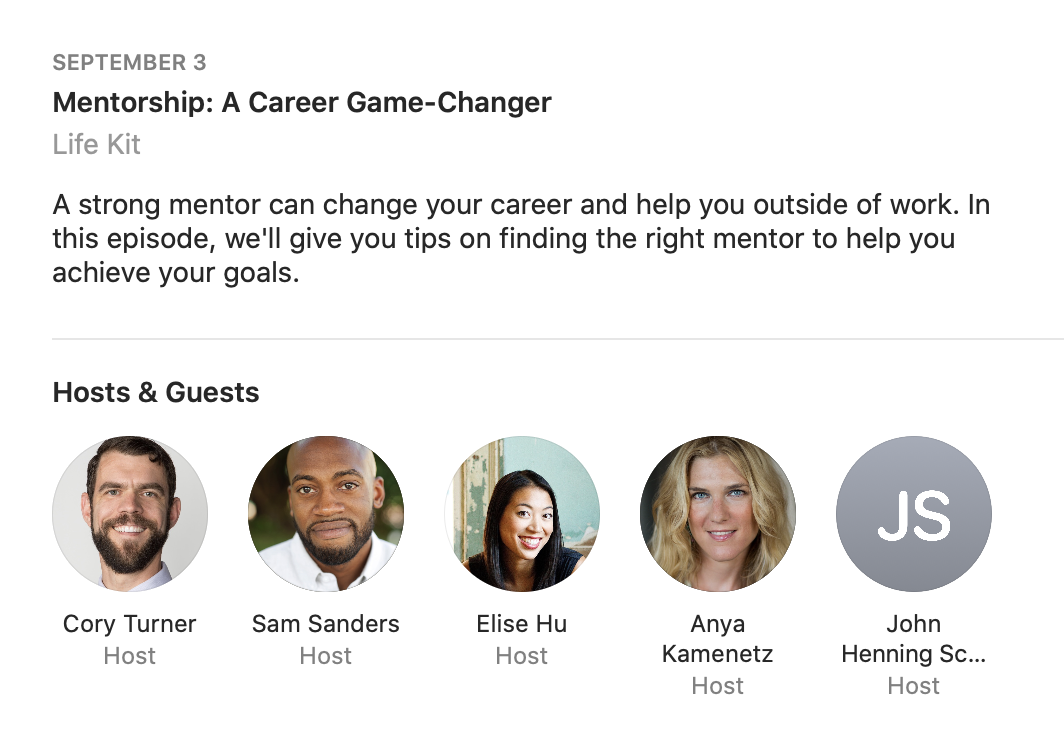 SEPTEMBER 3
Mentorship: A Career Game-Changer
Life Kit
A strong mentor can change your career and help you outside of work. In
this episode, we'll give you tips on finding the right mentor to help you
achieve your goals.
Hosts & Guests
JS
Cory Turner
Host
Sam Sanders
Host
Elise Hu
Host
Anya
Kamenetz
Host
John
Henning Sc...
Host